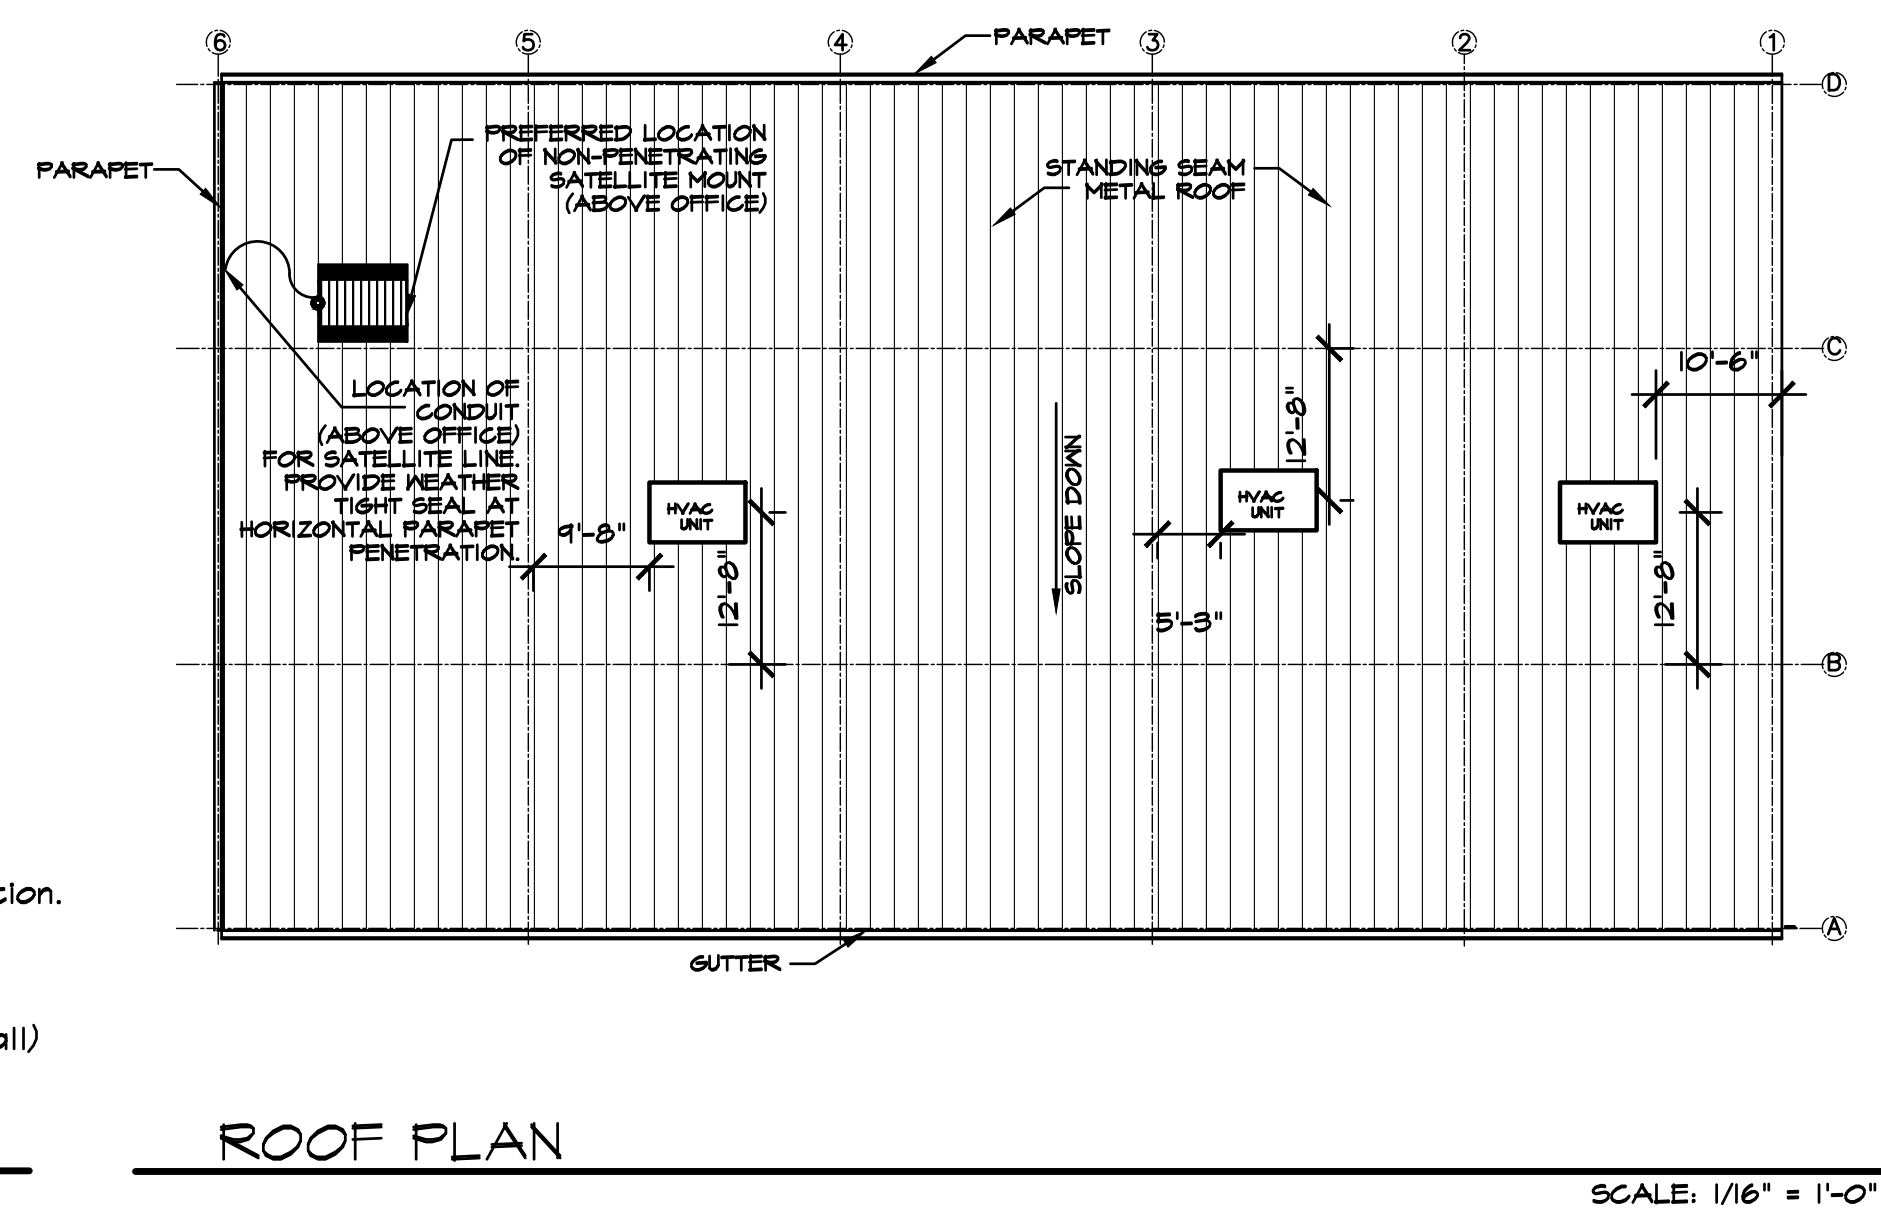 6 5 4 3 2 1
PARAPET
D
PARAPET
PREFERRED LOCATION
OF NON-PENETRATING
SATELLITE MOUNT
(ABOVE OFFICE)
STANDING SEAM
METAL ROOF
C
10'-6"
LOCATION OF
CONDUIT
(ABOVE OFFICE)
FOR SATELLITE LINE.
PROVIDE WEATHER
TIGHT SEAL AT
HORIZONTAL PARAPET
PENETRATION.
9'-8"
HVAC
UNIT
12'-8"
SLOPE DOWN
12'-8"
HVAC
UNIT
5'-3"
HVAC
UNIT
12'-8"
B
tion.
A
GUTTER
all)
ROOF PLAN
SCALE: 1/16" = 1'-0"